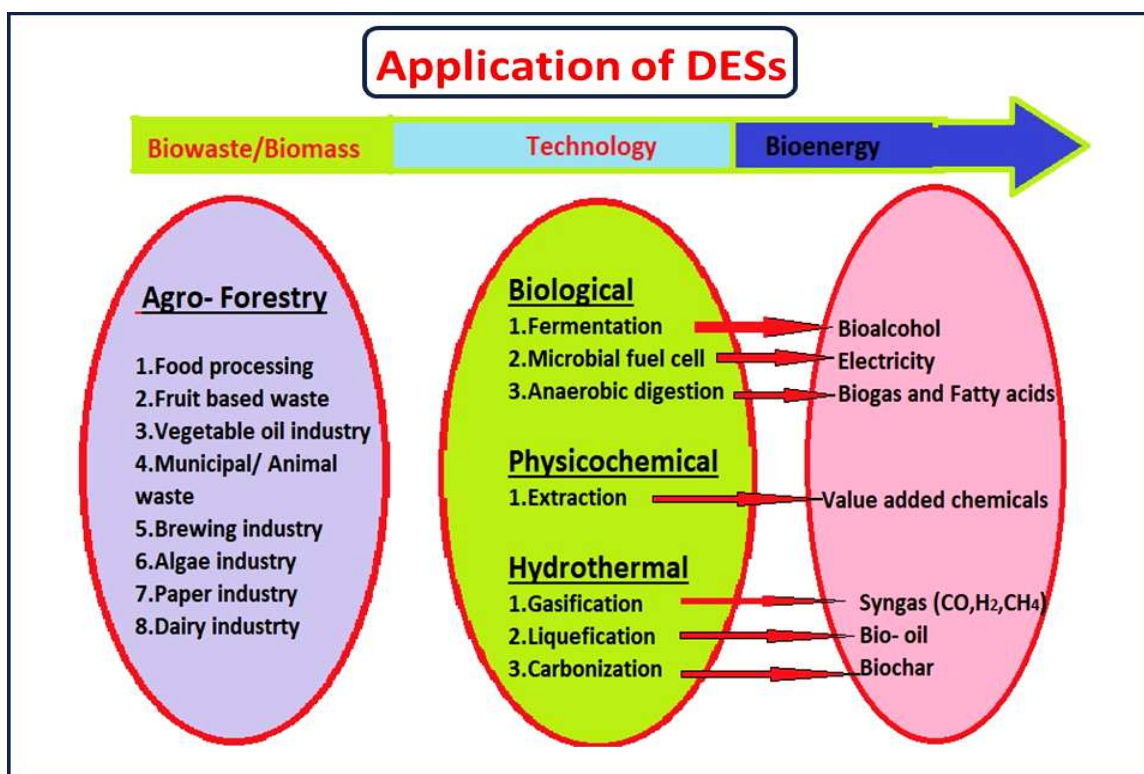 Application of DESs
Biowaste/Biomass
Technology
Bioenergy
Agro- Forestry
1.Food processing
2.Fruit based waste
3.Vegetable oil industry
4.Municipal/ Animal
waste
5.Brewing industry
6.Algae industry
7.Paper industry
8.Dairy industrty
Biological
1.Fermentation
2.Microbial fuel cell
3.Anaerobic digestion
Physicochemical
1.Extraction
Hydrothermal
1.Gasification
2.Liquefication
3.Carbonization
Bioalcohol
Electricity
Biogas and Fatty acids
Value added chemicals
Syngas (CO,H₂,CH₄)
Bio- oil
Biochar